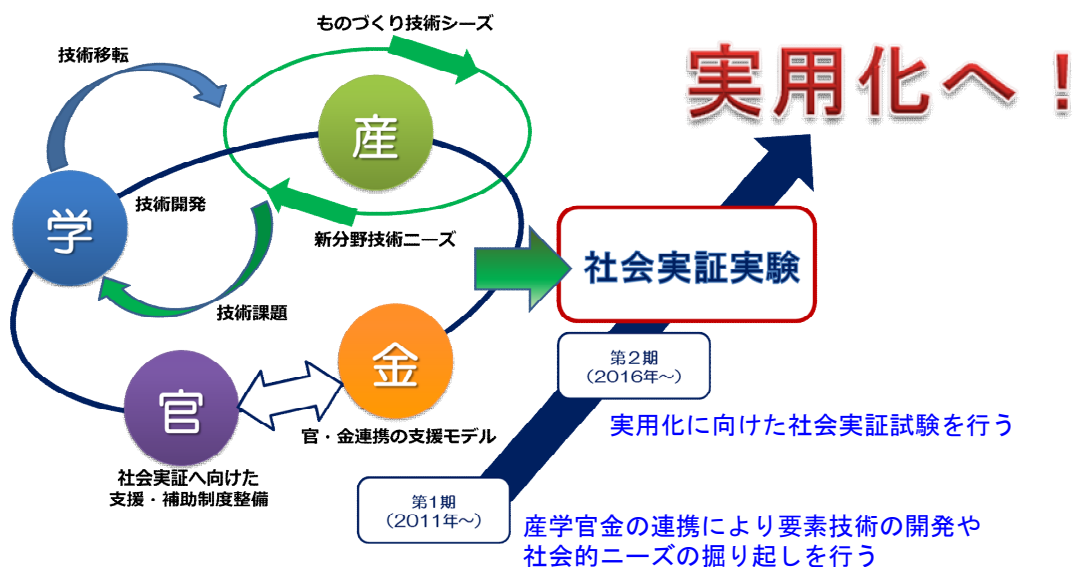 ものづくり技術シーズ
技術移転
実用化へ！
産
学
技術開発
新分野技術ニーズ
社会実証実験
技術課題
金
第２期
（2016年～）
官
実用化に向けた社会実証試験を行う
官・金連携の支援モデル
社会実証へ向けた
支援・補助制度整備
第１期
（2011年～）
産学官金の連携により要素技術の開発や
社会的ニーズの掘り起しを行う